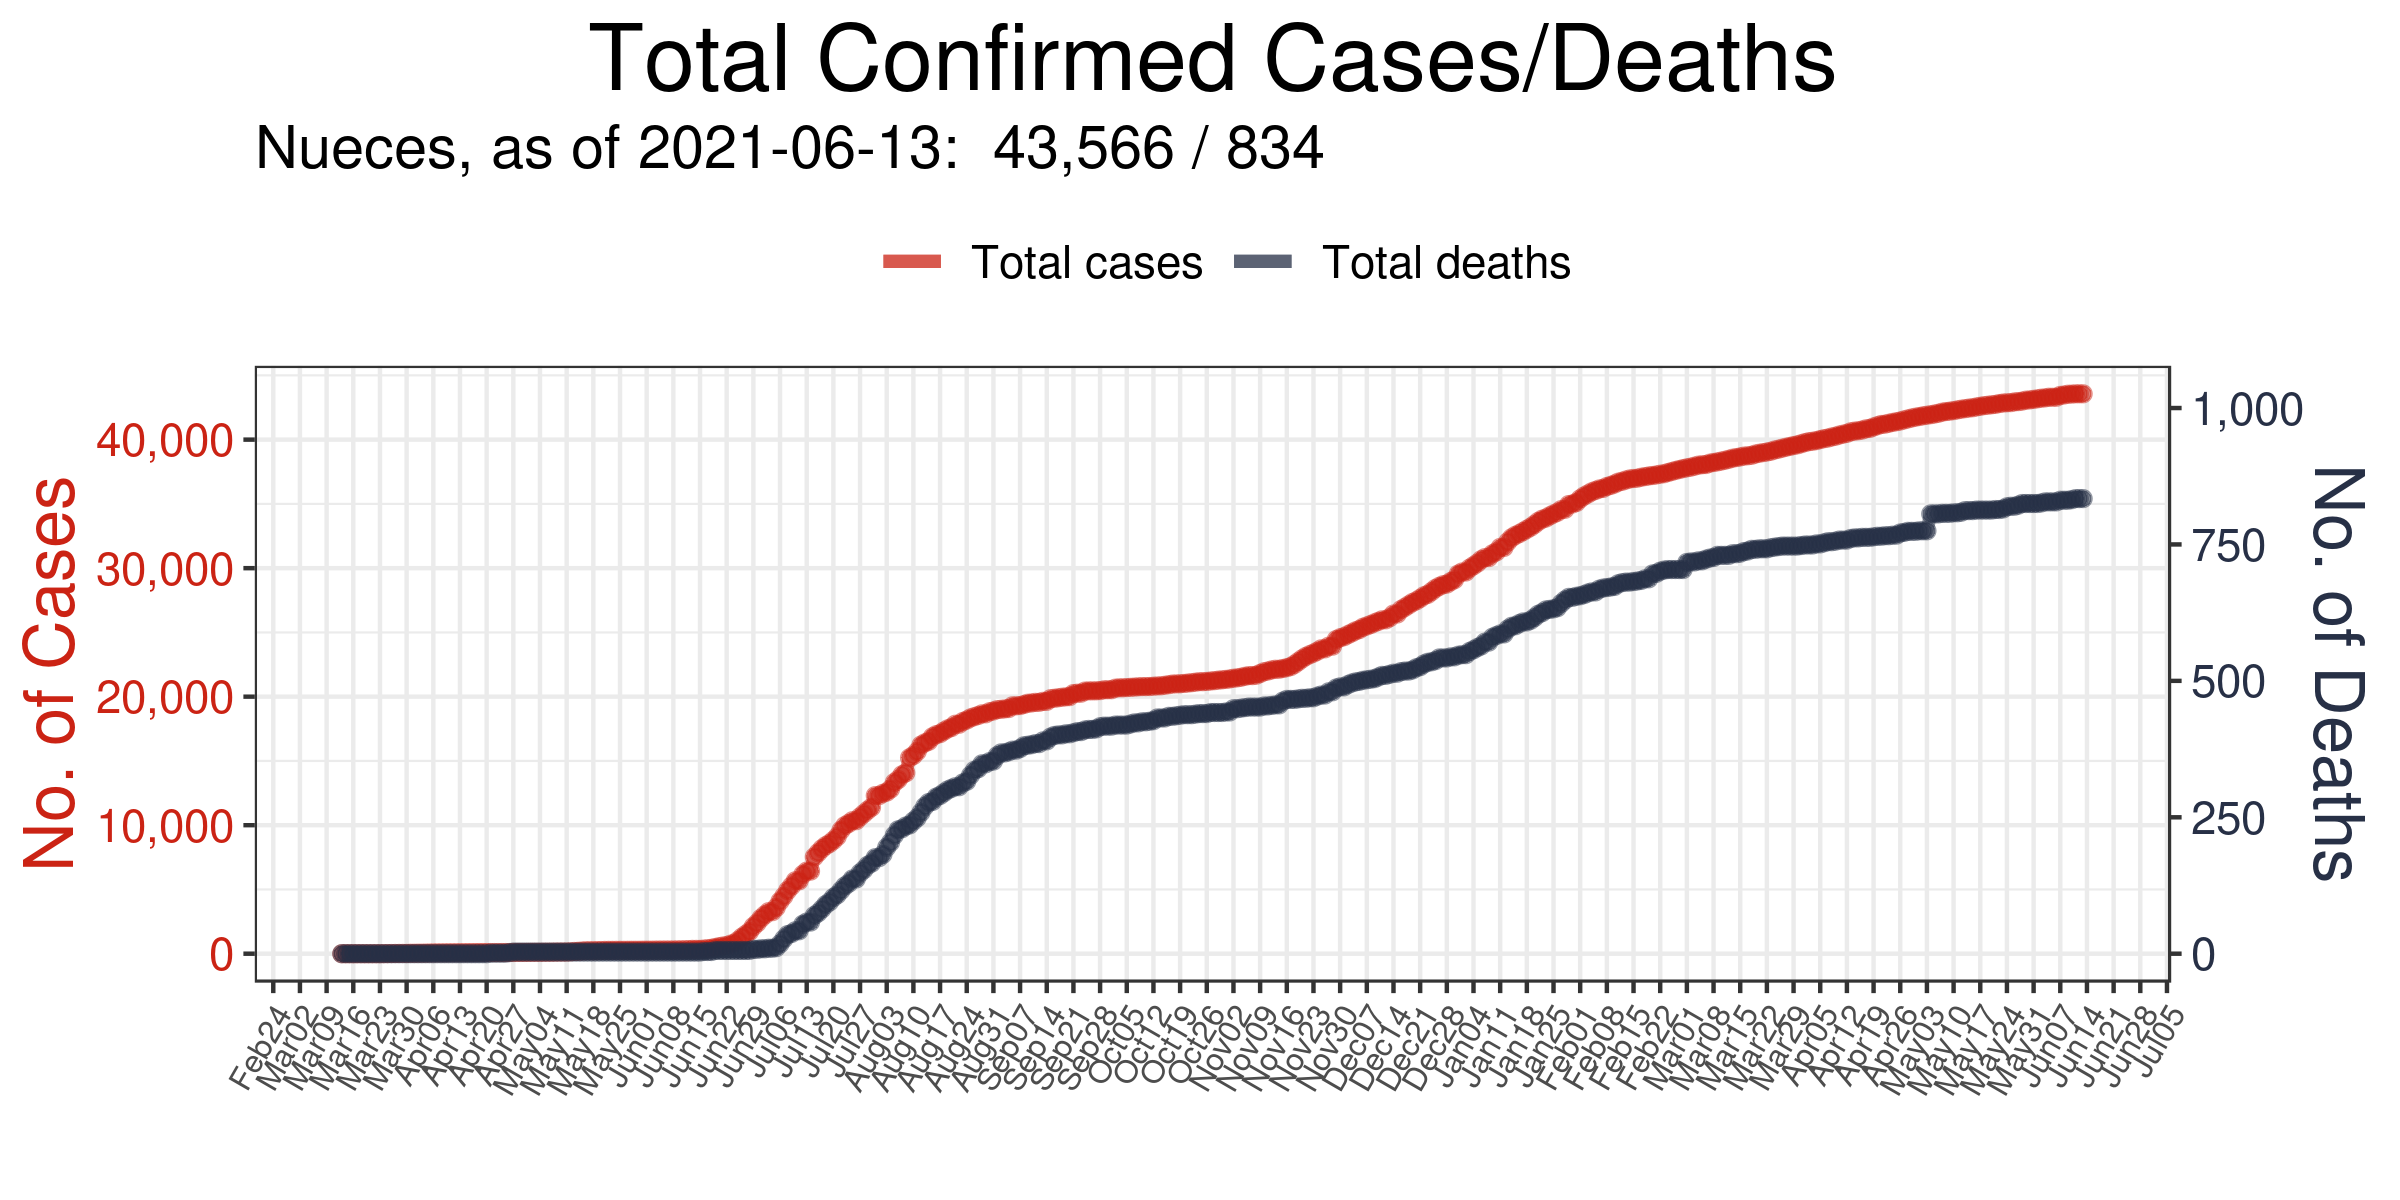 Total Confirmed Cases/Deaths
Nueces, as of 2021-06-13:  43,566 / 834
Total cases
Total deaths
No. of Cases
40,000
30,000
20,000
10,000
0
1,000
750
500
250
0
No. of Deaths
Feb24
Mar02
Mar09
Mar16
Mar23
Mar30
Apr06
Apr13
Apr20
Apr27
May04
May11
May18
May25
Jun01
Jun08
Jun15
Jun22
Jun29
Jul06
Jul13
Jul20
Jul27
Aug03
Aug10
Aug17
Aug24
Aug31
Sep07
Sep14
Sep21
Sep28
Oct05
Oct12
Oct19
Oct26
Nov02
Nov09
Nov16
Nov23
Nov30
Dec07
Dec14
Dec21
Dec28
Jan04
Jan11
Jan18
Jan25
Feb01
Feb08
Feb15
Feb22
Mar01
Mar08
Mar15
Mar22
Mar29
Apr05
Apr12
Apr19
Apr26
May03
May10
May17
May24
May31
Jun07
Jun14
Jun21
Jun28
Jul05